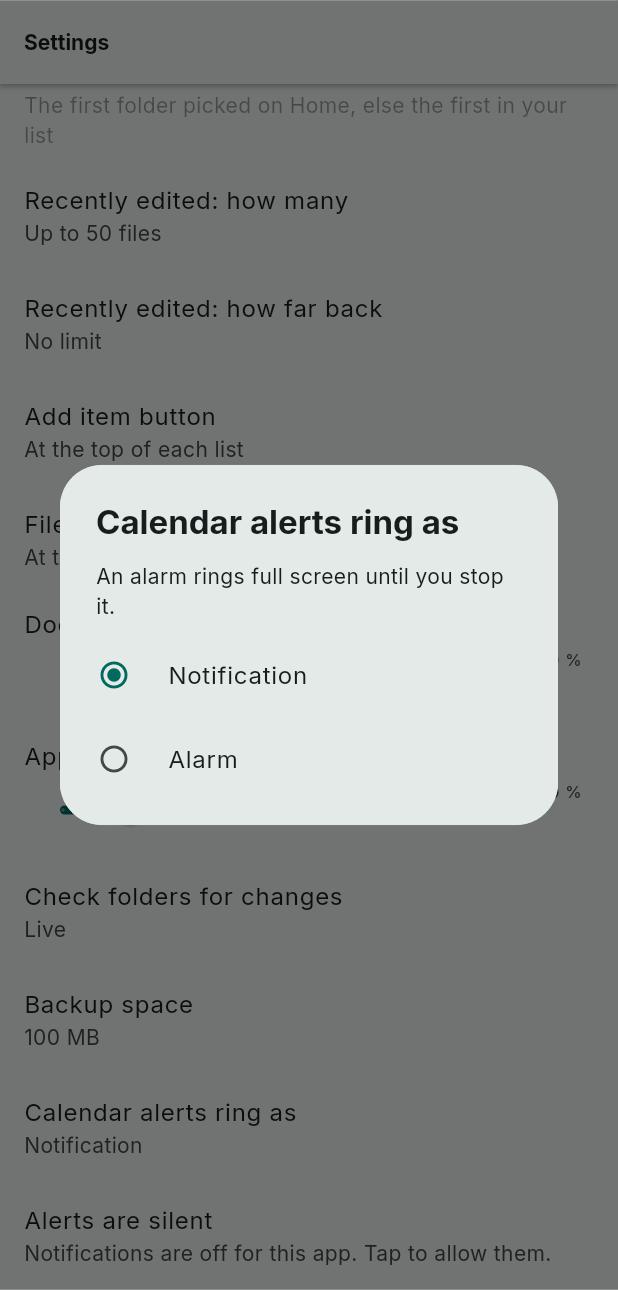 Settings
The first folder picked on Home, else the first in your
list
Recently edited: how many
Up to 50 files
Recently edited: how far back
No limit
Add item button
At the top of each list
Calendar alerts ring as
An alarm rings full screen until you stop
it.
Notification
Alarm
%
%
Check folders for changes
Live
Backup space
100 MB
Calendar alerts ring as
Notification
Alerts are silent
Notifications are off for this app. Tap to allow them.